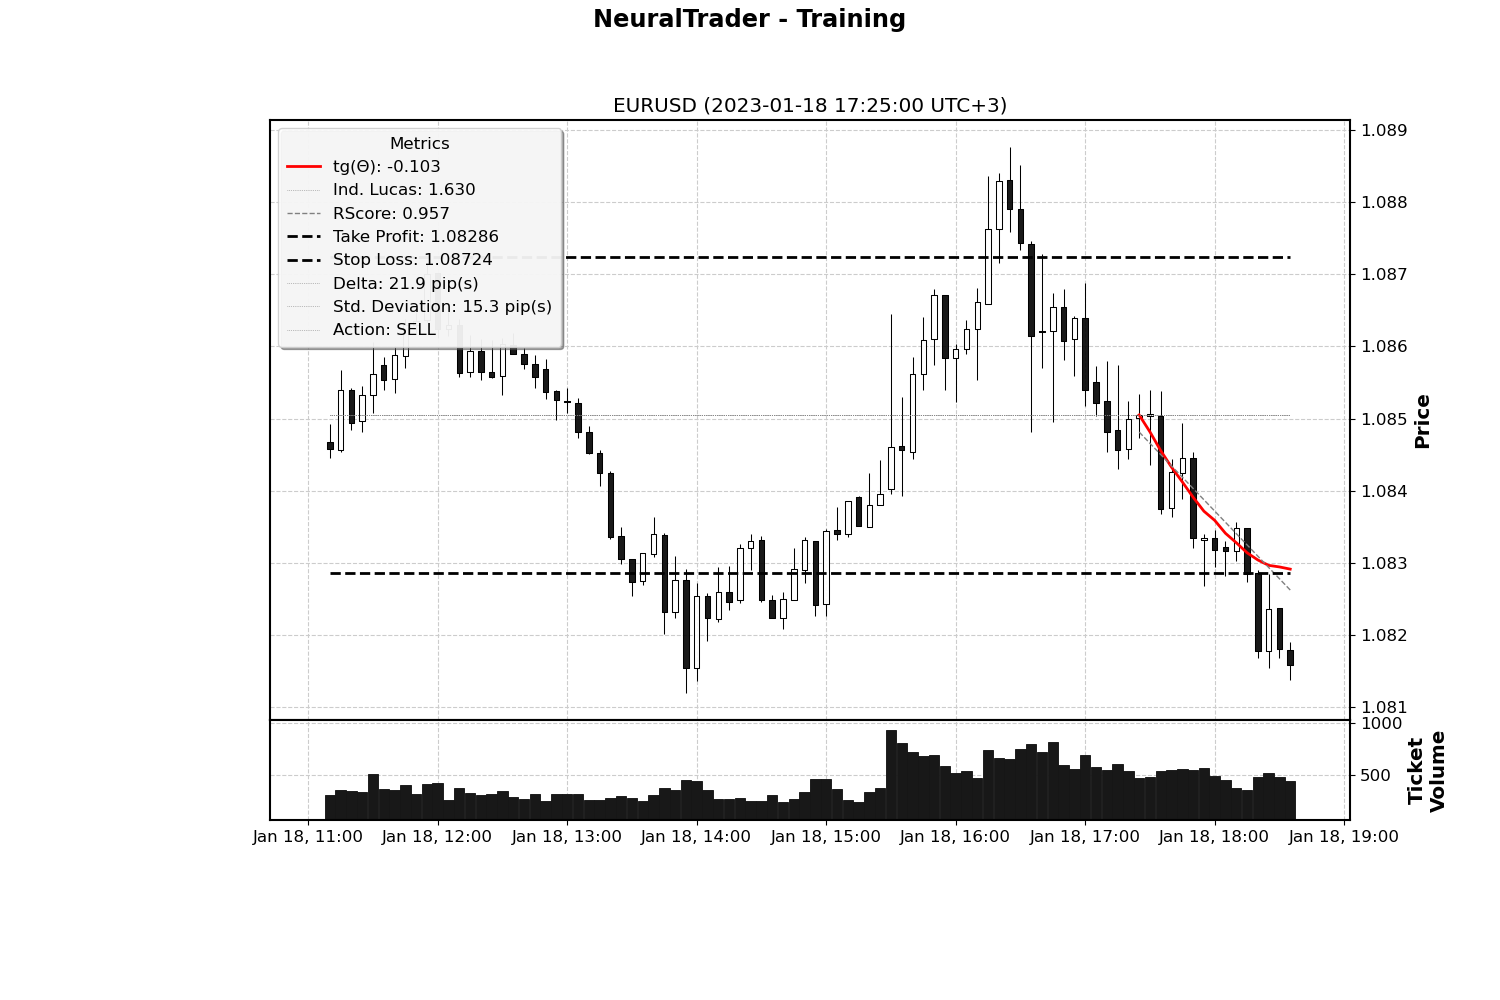 NeuralTrader - Training
EURUSD (2023-01-18 17:25:00 UTC+3)
Metrics
tg(Θ): -0.103
Ind. Lucas: 1.630
RScore: 0.957
Take Profit: 1.08286
Stop Loss: 1.08724
Delta: 21.9 pip(s)
Std. Deviation: 15.3 pip(s)
Action: SELL
1.089
1.088
1.087
1.086
1.085
1.084
1.083
1.082
1.081
Price
1000
500
Ticket
Volume
Jan 18, 11:00
Jan 18, 12:00
Jan 18, 13:00
Jan 18, 14:00
Jan 18, 15:00
Jan 18, 16:00
Jan 18, 17:00
Jan 18, 18:00
Jan 18, 19:00